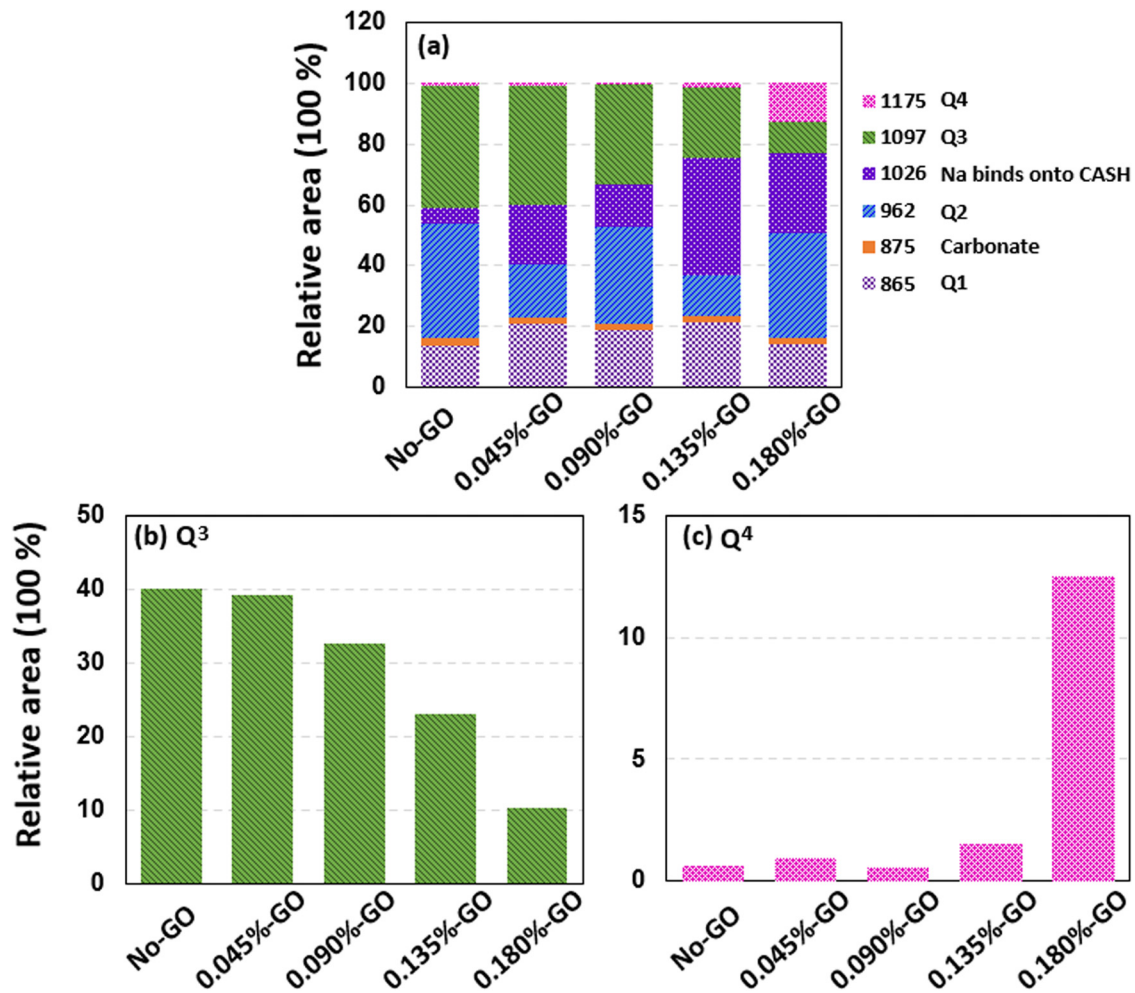 (a)
Relative area (100 %)
120
100
80
60
40
20
0
No-GO
0.045%-GO
0.090%-GO
0.135%-GO
0.180%-GO
1175 Q4
1097 Q3
1026 Na binds onto CASH
962 Q2
875 Carbonate
865 Q1
(b) Q³
Relative area (100 %)
50
40
30
20
10
0
No-GO
0.045%-GO
0.090%-GO
0.135%-GO
0.180%-GO
(c) Q⁴
15
10
5
0
No-GO
0.045%-GO
0.090%-GO
0.135%-GO
0.180%-GO